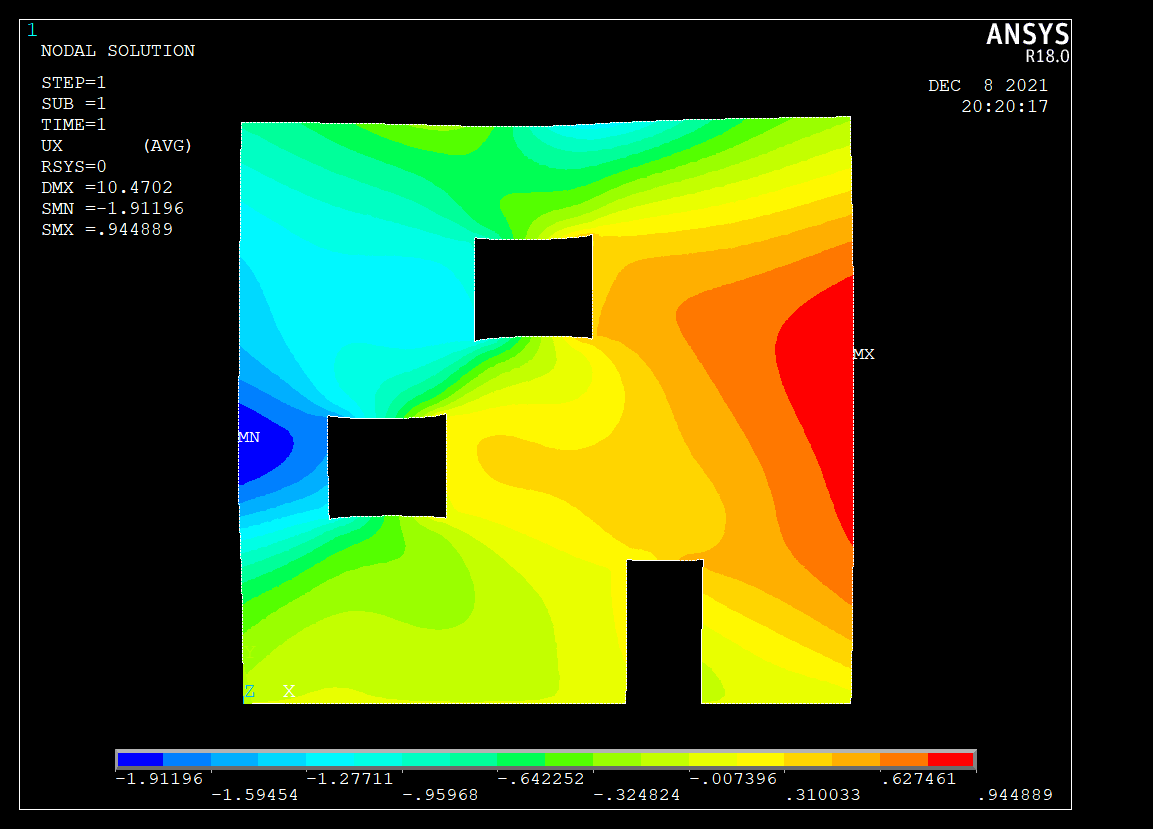 1
ANSYS
R18.0
NODAL SOLUTION
DEC 8 2021
20:20:17
STEP=1
SUB =1
TIME=1
UX (AVG)
RSYS=0
DMX =10.4702
SMN =-1.91196
SMX =.944889
MX
MN
Z X
-1.91196 -1.27711 -.642252 -.007396 .627461
-1.59454 -.95968 -.324824 .310033 .944889